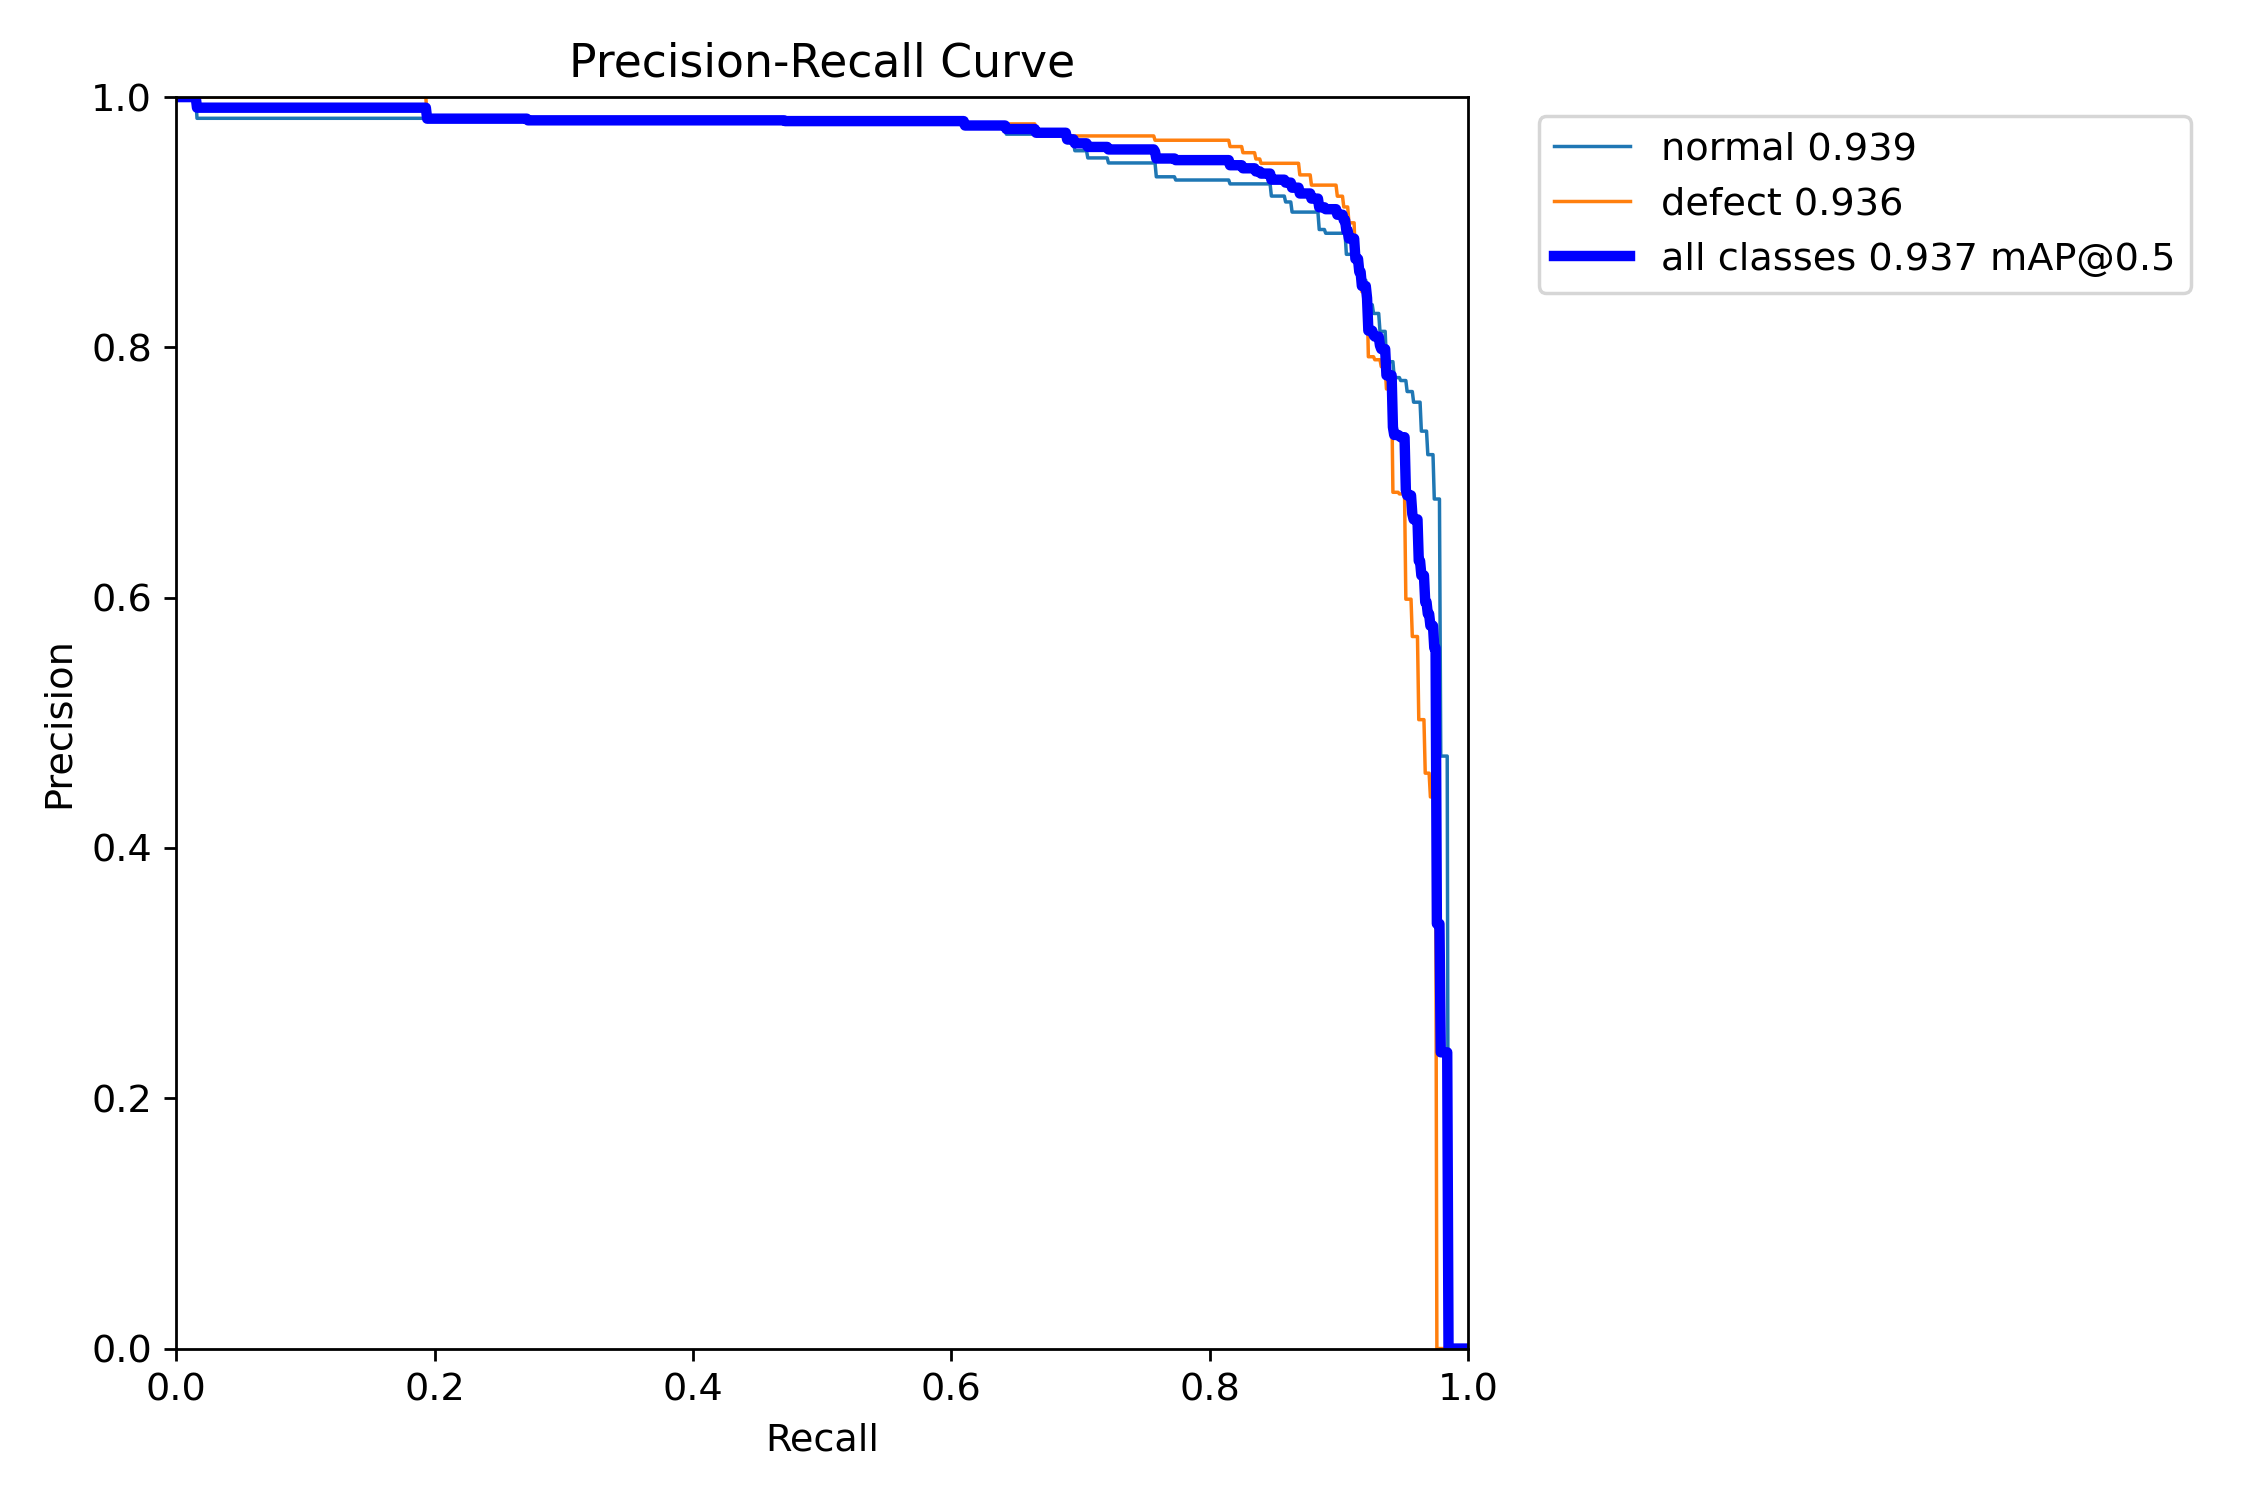 Precision-Recall Curve
1.0
0.8
0.6
0.4
0.2
0.0
Precision
0.0 0.2 0.4 0.6 0.8 1.0
Recall
normal 0.939
defect 0.936
all classes 0.937 mAP@0.5